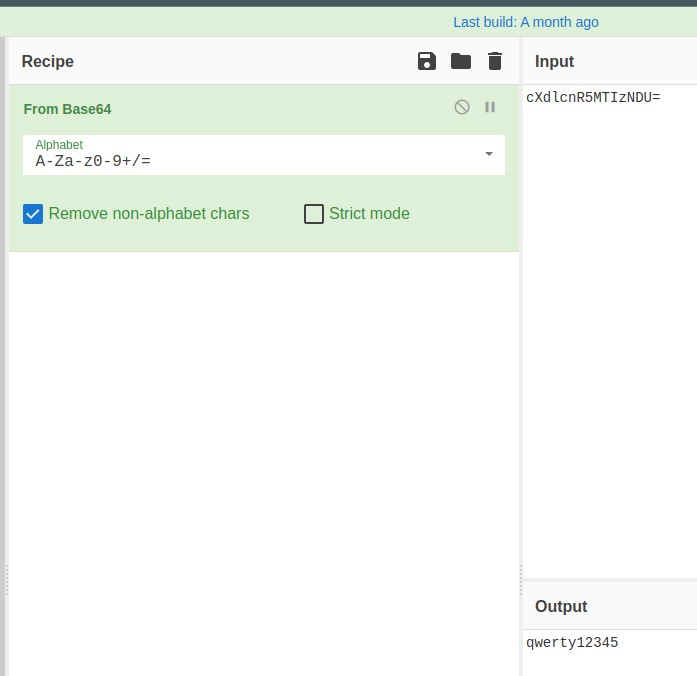 Last build: A month ago
Recipe
Input
From Base64
cXdlcnR5MTIzNDU=
Alphabet
A-Za-z0-9+/=
Remove non-alphabet chars
Strict mode
Output
qwerty12345